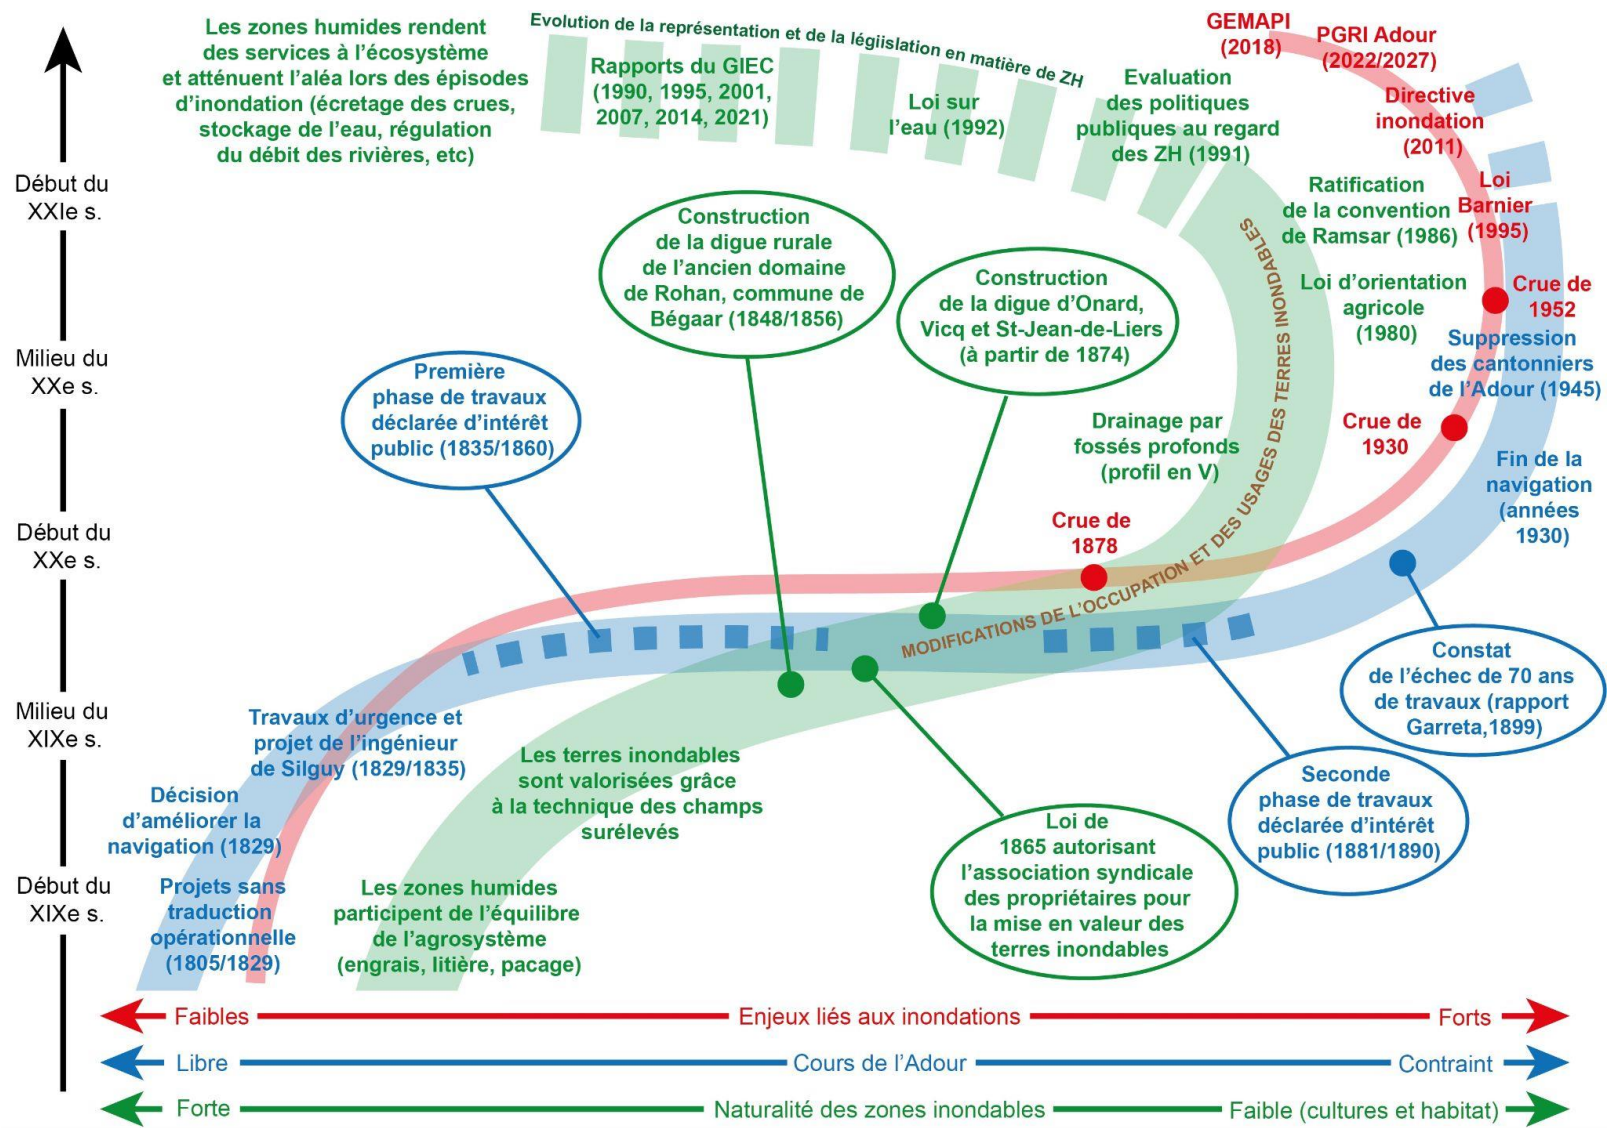 Les zones humides rendent
des services à l'écosystème
et atténuent l'aléa lors des épisodes
d'inondation (écretage des crues,
stockage de l'eau, régulation
du débit des rivières, etc)
Evolution de la représentation et de la législation en matière de ZH
Rapports du GIEC
(1990, 1995, 2001,
2007, 2014, 2021)
Loi sur
l'eau (1992)
Evaluation
des politiques
publiques au regard
des ZH (1991)
GEMAPI
(2018)
PGRI Adour
(2022/2027)
Directive
inondation
(2011)
Loi
Barnier
(1995)
Ratification
de la convention
de Ramsar (1986)
Loi d'orientation
agricole
(1980)
Crue de
1952
Suppression
des cantonniers
de l'Adour (1945)
Crue de
1930
Fin de la
navigation
(années
1930)
Construction
de la digue rurale
de l'ancien domaine
de Rohan, commune de
Bégaar (1848/1856)
Construction
de la digue d'Onard,
Vicq et St-Jean-de-Liers
(à partir de 1874)
Première
phase de travaux
déclarée d'intérêt
public (1835/1860)
Drainage par
fossés profonds
(profil en V)
Crue de
1878
MODIFICATIONS DE L'OCCUPATION ET DES USAGES DES TERRES INONDABLES
Constat
de l'échec de 70 ans
de travaux (rapport
Garreta,1899)
Seconde
phase de travaux
déclarée d'intérêt
public (1881/1890)
Loi de
1865 autorisant
l'association syndicale
des propriétaires pour
la mise en valeur des
terres inondables
Travaux d'urgence et
projet de l'ingénieur
de Silguy (1829/1835)
Les terres inondables
sont valorisées grâce
à la technique des champs
surélevés
Décision
d'améliorer la
navigation (1829)
Projets sans
traduction
opérationnelle
(1805/1829)
Les zones humides
participent de l'équilibre
de l'agrosystème
(engrais, litière, pacage)
Début du
XXIe s.
Milieu du
XXe s.
Début du
XXe s.
Milieu du
XIXe s.
Début du
XIXe s.
Faibles Enjeux liés aux inondations Forts
Libre Cours de l'Adour Contraint
Forte Naturalité des zones inondables Faible (cultures et habitat)